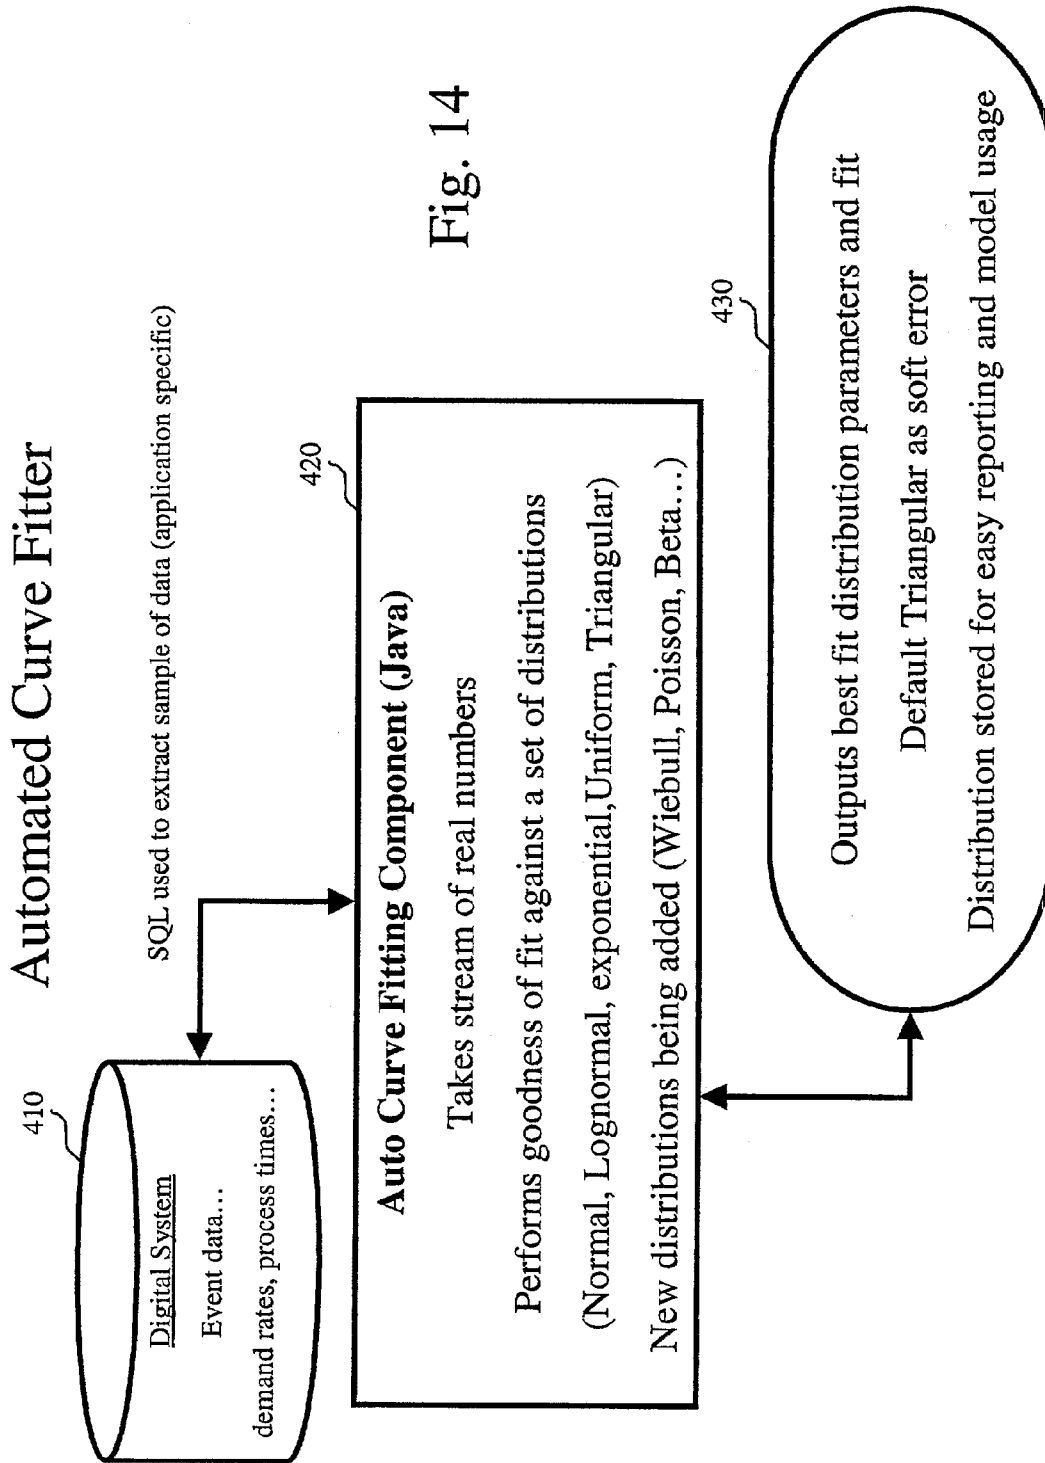 Automated Curve Fitter
410
Digital System
Event data...
demand rates, process times...
SQL used to extract sample of data (application specific)
420
Auto Curve Fitting Component (Java)
Takes stream of real numbers
Performs goodness of fit against a set of distributions
(Normal, Lognormal, exponential,Uniform, Triangular)
New distributions being added (Wiebull, Poisson, Beta...)
Fig. 14
430
Outputs best fit distribution parameters and fit
Default Triangular as soft error
Distribution stored for easy reporting and model usage